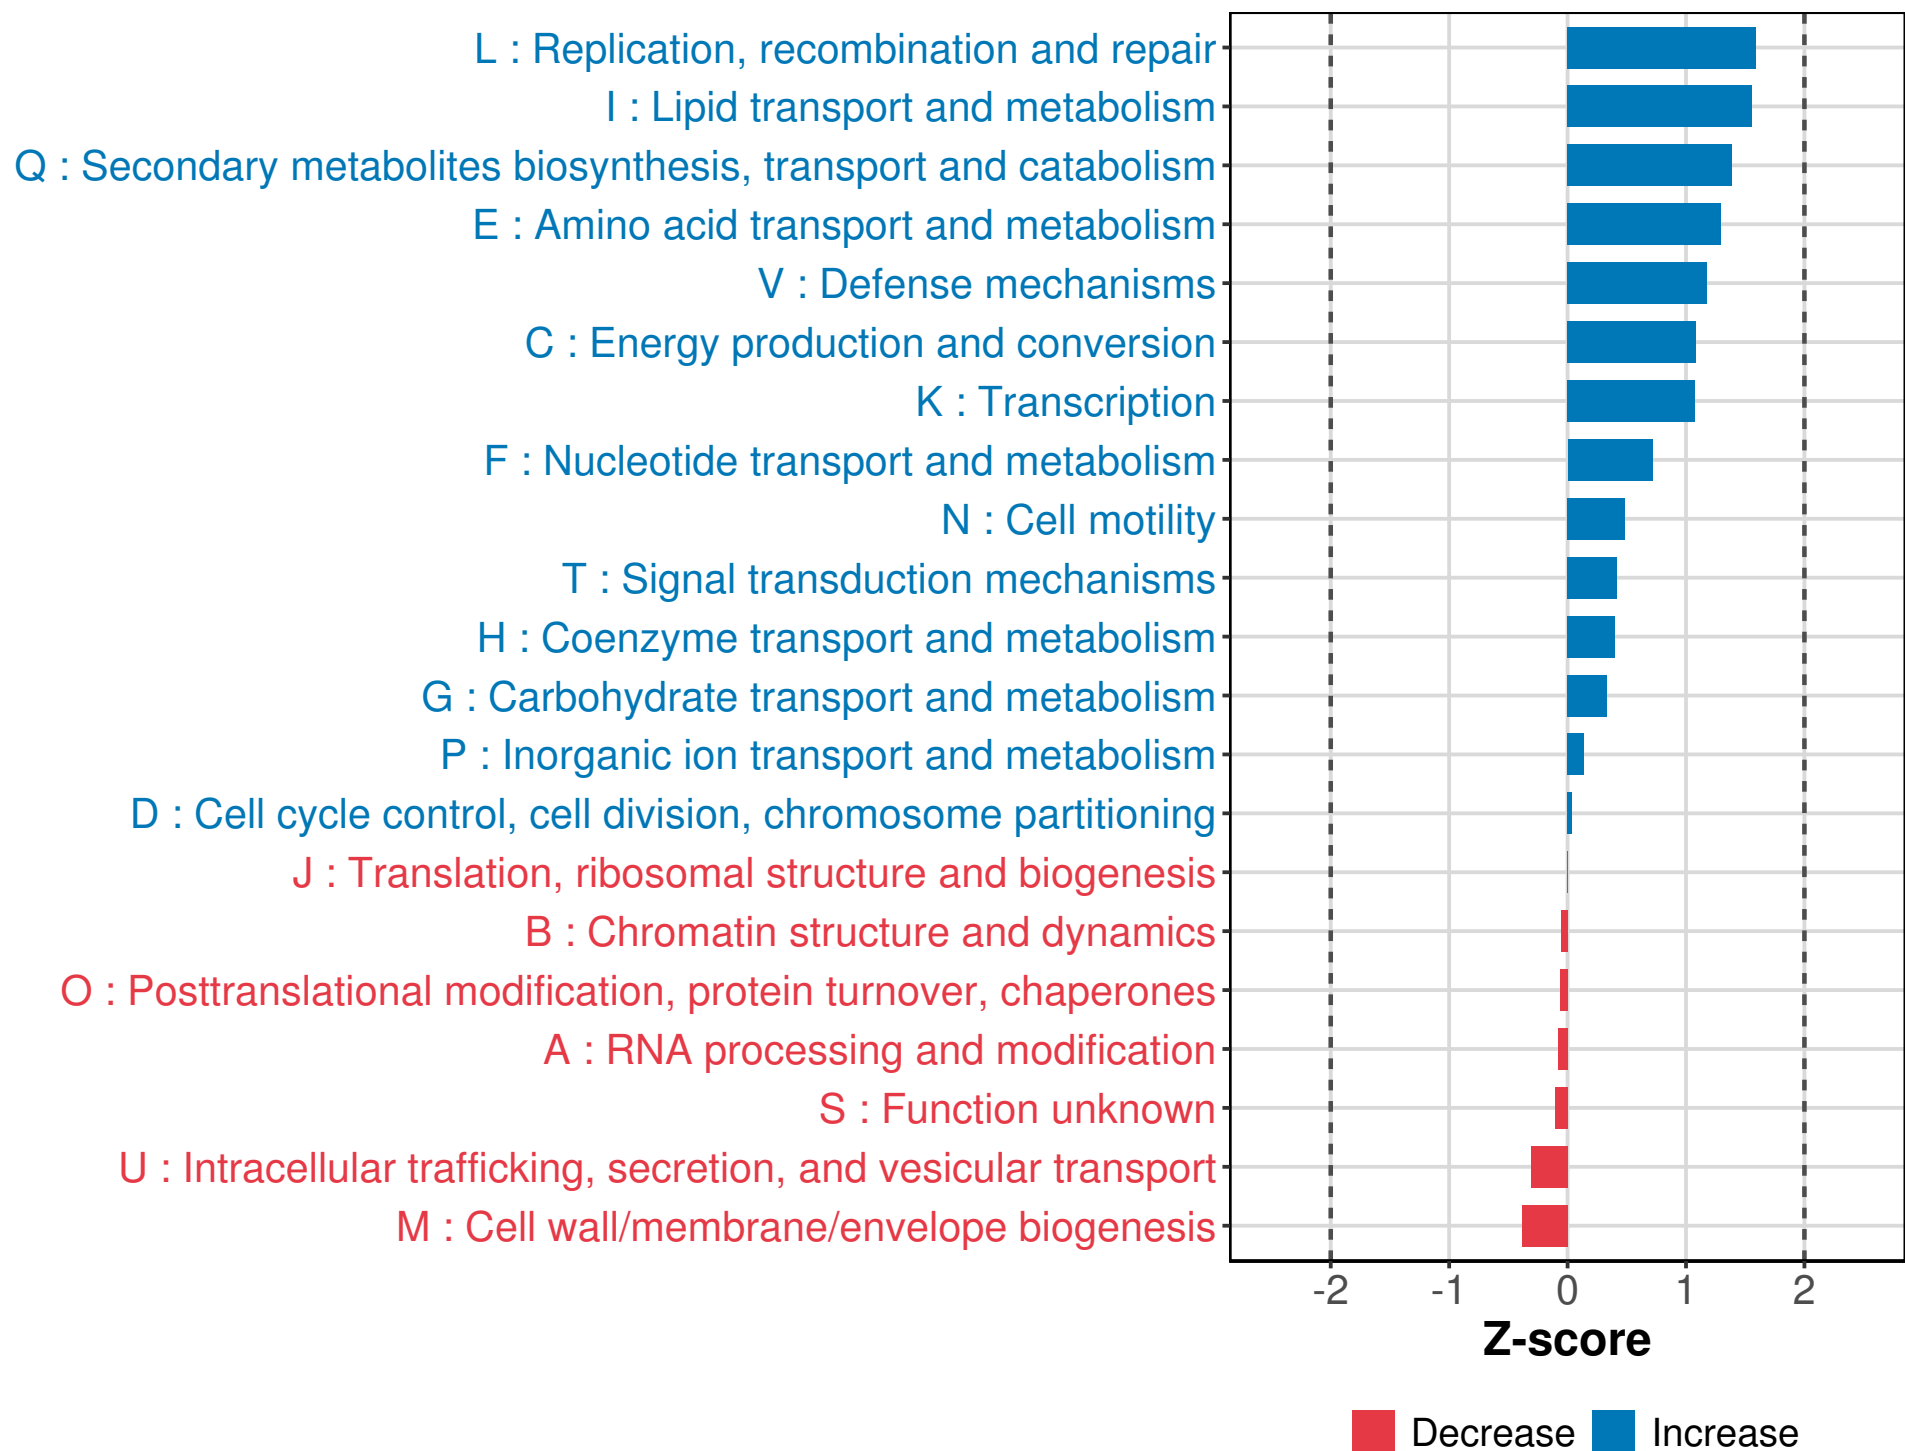 L : Replication, recombination and repair
I : Lipid transport and metabolism
Q : Secondary metabolites biosynthesis, transport and catabolism
E : Amino acid transport and metabolism
V : Defense mechanisms
C : Energy production and conversion
K : Transcription
F : Nucleotide transport and metabolism
N : Cell motility
T : Signal transduction mechanisms
H : Coenzyme transport and metabolism
G : Carbohydrate transport and metabolism
P : Inorganic ion transport and metabolism
D : Cell cycle control, cell division, chromosome partitioning
J : Translation, ribosomal structure and biogenesis
B : Chromatin structure and dynamics
O : Posttranslational modification, protein turnover, chaperones
A : RNA processing and modification
S : Function unknown
U : Intracellular trafficking, secretion, and vesicular transport
M : Cell wall/membrane/envelope biogenesis
-2 -1 0 1 2
Z-score
Decrease Increase